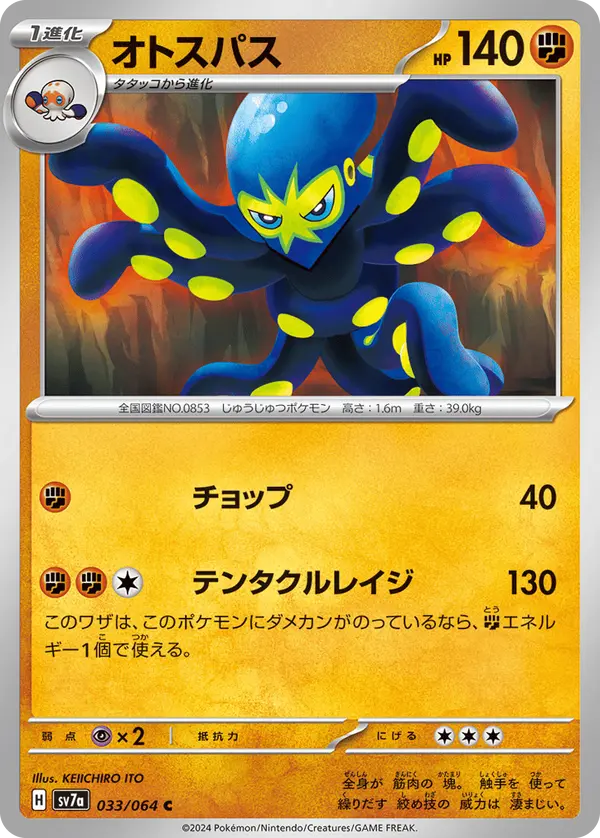 1進化
オトスパス
HP 140
タタッコから進化
全国図鑑NO.0853 じゅうじゅつポケモン 高さ:1.6m 重さ:39.0kg
チョップ 40
テンタクルレイジ 130
このワザは、このポケモンにダメカンがのっているなら、闘エネル
ギー1個で使える。
弱点 ×2 抵抗力 にげる
Illus. KEIICHIRO ITO
H sv7a 033/064 C
全身が 筋肉の 塊。 触手を 使って
繰りだす 絞め技の 威力は 凄まじい。
©2024 Pokémon/Nintendo/Creatures/GAME FREAK.